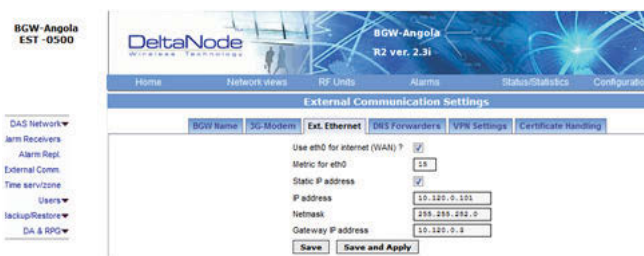 BGW-Angola
EST -0500
DeltaNode
Wireless Technology
BGW-Angola
R2 ver. 2.3i
Home Network views RF Units Alarms Status/Statistics Configuratio
External Communication Settings
BGW Name 3G-Modem Ext. Ethernet DNS Forwarders VPN Settings Certificate Handling
DAS Network
larm Receivers
Alarm Repl.
External Comm.
Time serv/zone
Users
Backup/Restore
DA & RPG
Use eth0 for internet (WAN) ?
Metric for eth0 15
Static IP address
IP address 10.120.0.101
Netmask 255.255.252.0
Gateway IP address 10.120.0.2
Save Save and Apply